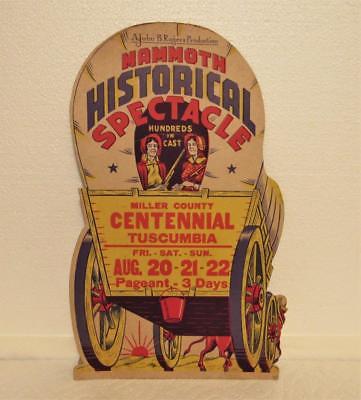 A John B. Rogers Production
MAMMOTH
HISTORICAL
SPECTACLE
HUNDREDS
IN
CAST
MILLER COUNTY
CENTENNIAL
TUSCUMBIA
FRI.- SAT.- SUN.
AUG. 20-21-22
Pageant - 3 Days